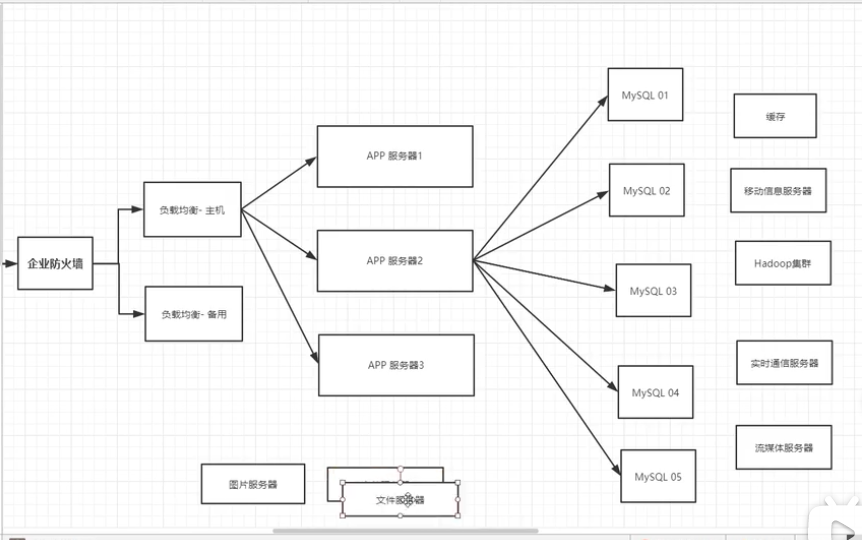 企业防火墙
负载均衡- 主机
负载均衡- 备用
APP 服务器1
APP 服务器2
APP 服务器3
MySQL 01
MySQL 02
MySQL 03
MySQL 04
MySQL 05
缓存
移动信息服务器
Hadoop集群
实时通信服务器
流媒体服务器
图片服务器
文件服务器